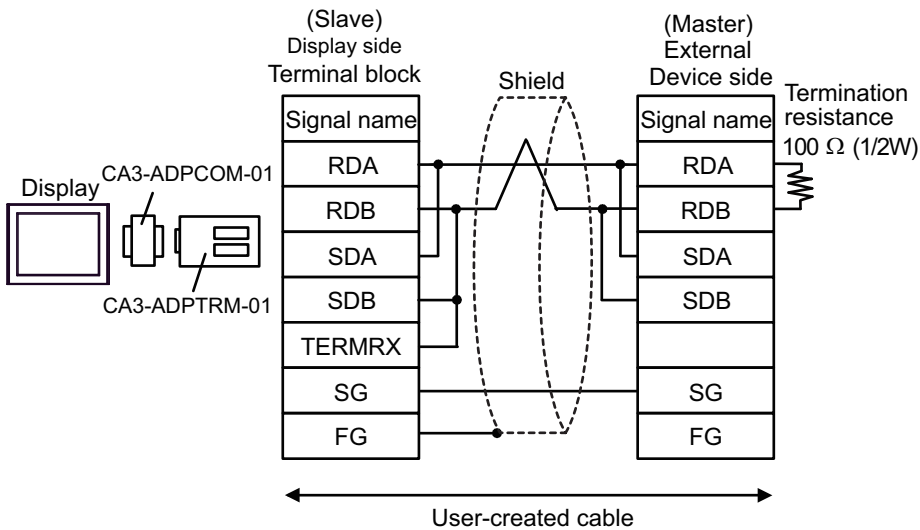 (Slave)
Display side
Terminal block
(Master)
External
Device side
Shield
Termination
resistance
100 Ω (1/2W)
Display
CA3-ADPCOM-01
CA3-ADPTRM-01
Signal name
RDA
RDB
SDA
SDB
TERMRX
SG
FG
Signal name
RDA
RDB
SDA
SDB
SG
FG
User-created cable